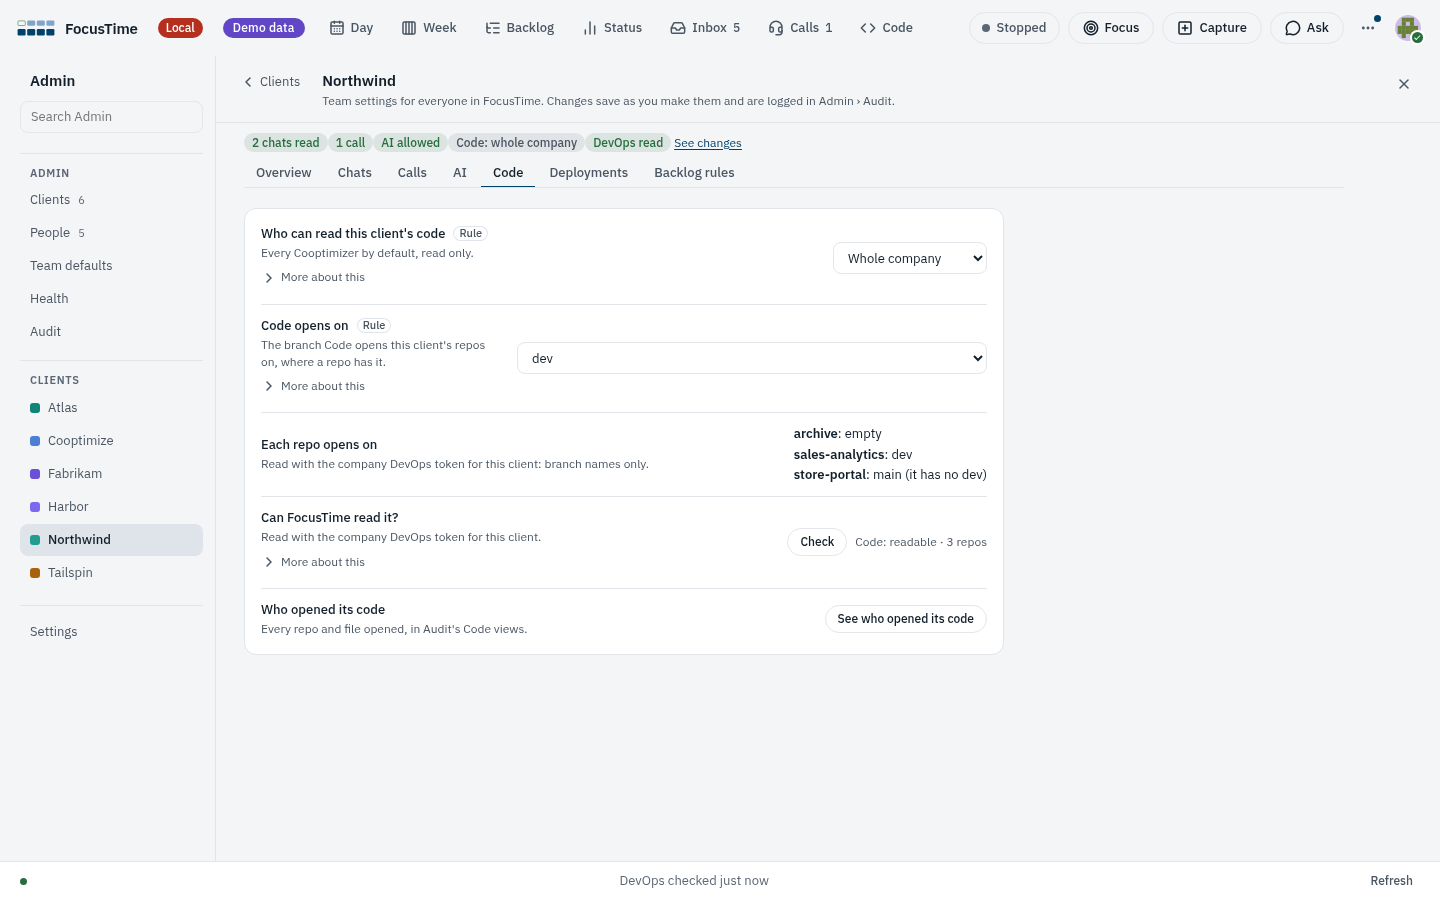 FocusTime
Local
Demo data
Day
Week
Backlog
Status
Inbox 5
Calls 1
Code
Stopped
Focus
Capture
Ask
Admin
Search Admin
ADMIN
Clients 6
People 5
Team defaults
Health
Audit
CLIENTS
Atlas
Cooptimize
Fabrikam
Harbor
Northwind
Tailspin
Settings
Clients
Northwind
Team settings for everyone in FocusTime. Changes save as you make them and are logged in Admin › Audit.
2 chats read
1 call
AI allowed
Code: whole company
DevOps read
See changes
Overview
Chats
Calls
AI
Code
Deployments
Backlog rules
Who can read this client's code Rule
Every Cooptimizer by default, read only.
More about this
Whole company
Code opens on Rule
The branch Code opens this client's repos
on, where a repo has it.
More about this
dev
Each repo opens on
Read with the company DevOps token for this client: branch names only.
archive: empty
sales-analytics: dev
store-portal: main (it has no dev)
Can FocusTime read it?
Read with the company DevOps token for this client.
More about this
Check
Code: readable · 3 repos
Who opened its code
Every repo and file opened, in Audit's Code views.
See who opened its code
DevOps checked just now
Refresh